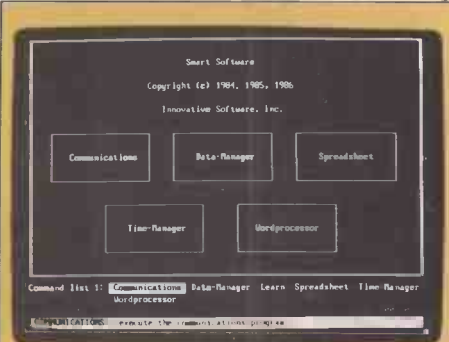 Smart Software
Copyright (c) 1984, 1985, 1986
Innovative Software, Inc.
Communications Data-Manager Spreadsheet
Time-Manager Wordprocessor
Command list 1: Communications Data-Manager Learn Spreadsheet Time-Manager
Wordprocessor
COMMUNICATIONS - execute the communications program